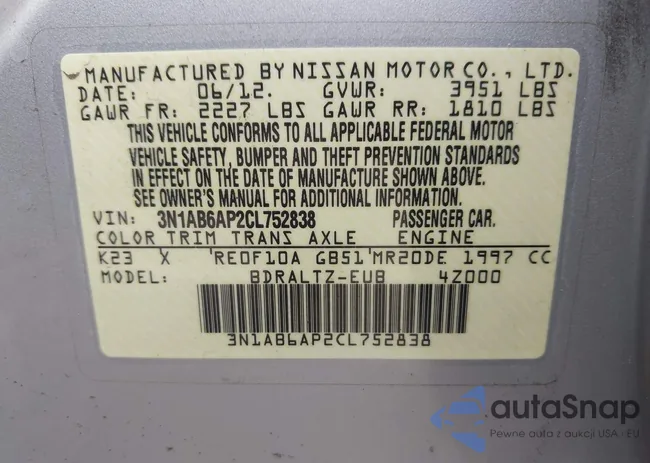 MANUFACTURED BY NISSAN MOTOR CO., LTD.
DATE: 06/12. GVWR: 3951 LBS
GAWR FR: 2227 LBS GAWR RR: 1810 LBS
THIS VEHICLE CONFORMS TO ALL APPLICABLE FEDERAL MOTOR
VEHICLE SAFETY, BUMPER AND THEFT PREVENTION STANDARDS
IN EFFECT ON THE DATE OF MANUFACTURE SHOWN ABOVE.
SEE OWNER'S MANUAL FOR ADDITIONAL INFORMATION.
VIN: 3N1AB6AP2CL752838 PASSENGER CAR.
COLOR TRIM TRANS AXLE ENGINE
K23 X 'RE0F10A GB51'MR20DE 1997 CC
MODEL: BDRALTZ-EUB 4Z000
3N1AB6AP2CL752838
autaSnap
Pewne auta z aukcji USA i EU